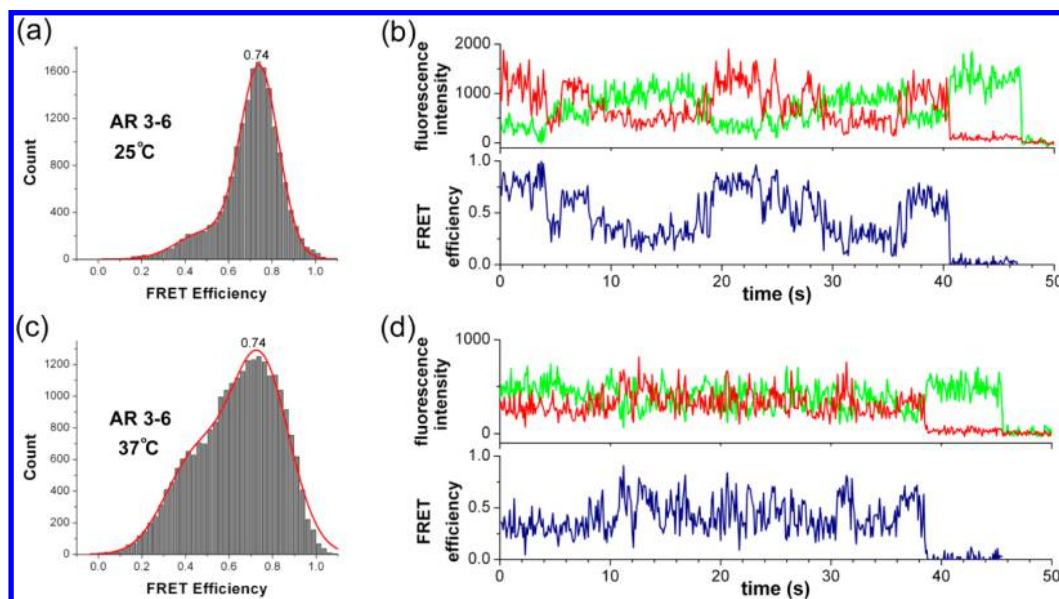 (a)
0.74
1600
1200
800
400
0
Count
AR 3-6
25°C
0.0 0.2 0.4 0.6 0.8 1.0
FRET Efficiency
(b)
2000
1000
0
fluorescence
intensity
1.0
0.5
0.0
FRET
efficiency
0 10 20 30 40 50
time (s)
(c)
0.74
1200
1000
800
600
400
200
0
Count
AR 3-6
37°C
0.0 0.2 0.4 0.6 0.8 1.0
FRET Efficiency
(d)
1000
0
fluorescence
intensity
1.0
0.5
0.0
FRET
efficiency
0 10 20 30 40 50
time (s)